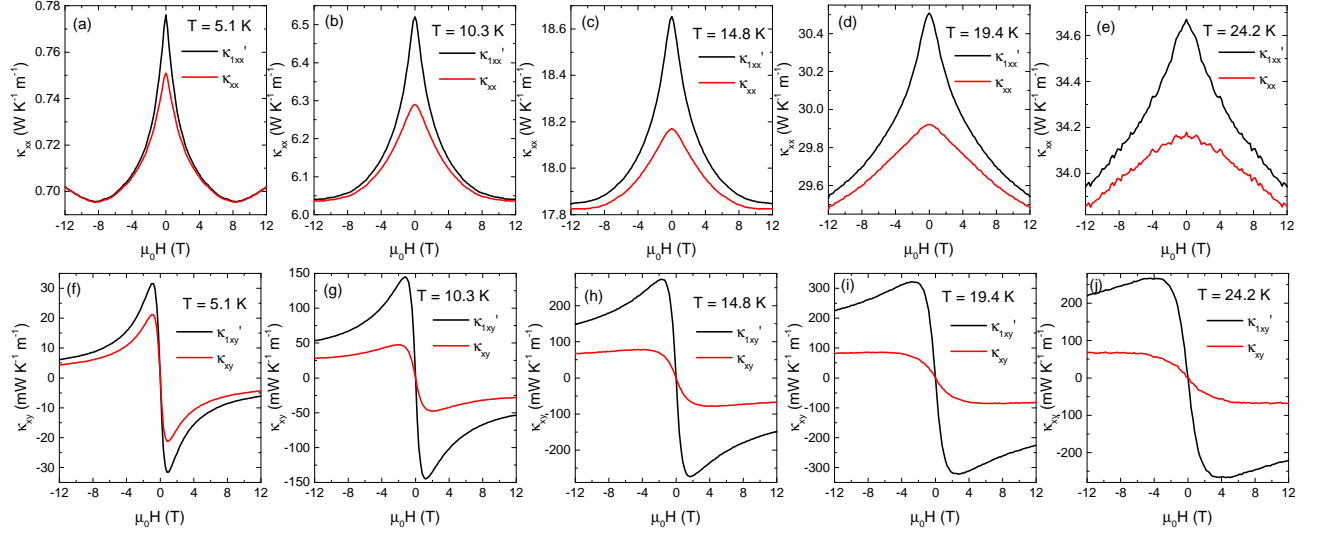 (a) T = 5.1 K
κ₁ₓₓ'
κₓₓ
κₓₓ (W K⁻¹ m⁻¹)
0.78
0.76
0.74
0.72
0.70
-12 -8 -4 0 4 8 12
μ₀H (T)
(b) T = 10.3 K
κ₁ₓₓ'
κₓₓ
κₓₓ (W K⁻¹ m⁻¹)
6.6
6.5
6.4
6.3
6.2
6.1
6.0
-12 -8 -4 0 4 8 12
μ₀H (T)
(c) T = 14.8 K
κ₁ₓₓ'
κₓₓ
κₓₓ (W K⁻¹ m⁻¹)
18.6
18.4
18.2
18.0
17.8
-12 -8 -4 0 4 8 12
μ₀H (T)
(d) T = 19.4 K
κ₁ₓₓ'
κₓₓ
κₓₓ (W K⁻¹ m⁻¹)
30.5
30.2
29.9
29.6
-12 -8 -4 0 4 8 12
μ₀H (T)
(e) T = 24.2 K
κ₁ₓₓ'
κₓₓ
κₓₓ (W K⁻¹ m⁻¹)
34.6
34.4
34.2
34.0
-12 -8 -4 0 4 8 12
μ₀H (T)
(f) T = 5.1 K
κ₁ₓy'
κₓy
κₓy (mW K⁻¹ m⁻¹)
30
20
10
0
-10
-20
-30
-12 -8 -4 0 4 8 12
μ₀H (T)
(g) T = 10.3 K
κ₁ₓy'
κₓy
κₓy (mW K⁻¹ m⁻¹)
150
100
50
0
-50
-100
-150
-12 -8 -4 0 4 8 12
μ₀H (T)
(h) T = 14.8 K
κ₁ₓy'
κₓy
κₓy (mW K⁻¹ m⁻¹)
200
100
0
-100
-200
-12 -8 -4 0 4 8 12
μ₀H (T)
(i) T = 19.4 K
κ₁ₓy'
κₓy
κₓy (mW K⁻¹ m⁻¹)
300
200
100
0
-100
-200
-300
-12 -8 -4 0 4 8 12
μ₀H (T)
(j) T = 24.2 K
κ₁ₓy'
κₓy
κₓy (mW K⁻¹ m⁻¹)
200
100
0
-100
-200
-12 -8 -4 0 4 8 12
μ₀H (T)